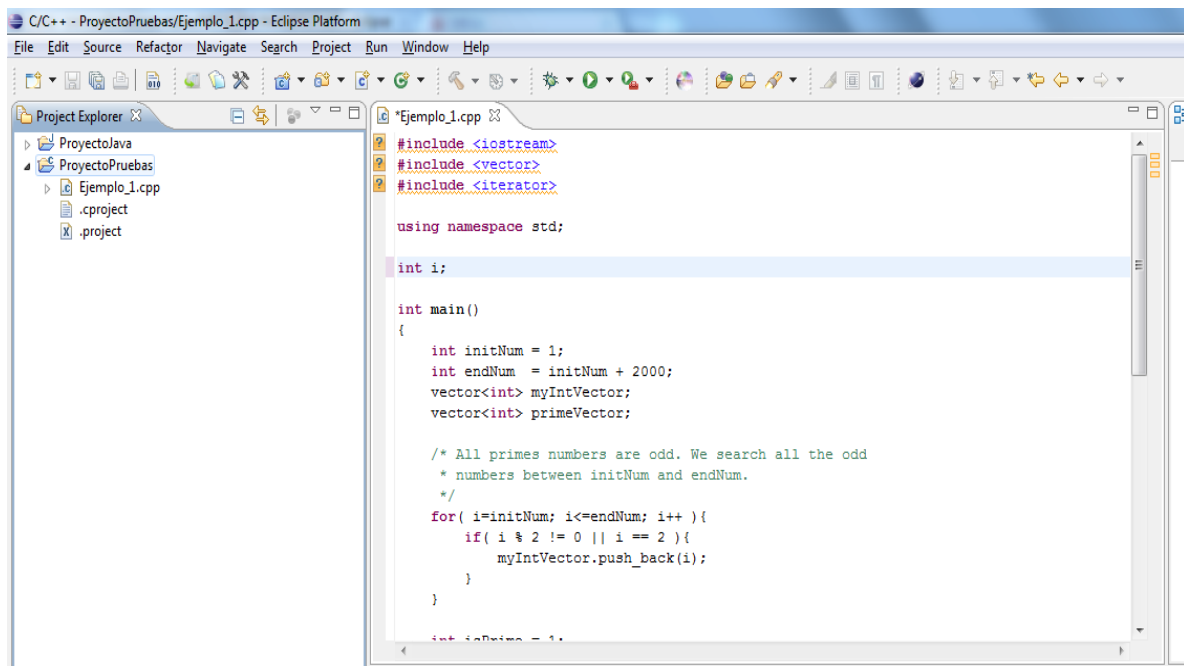 C/C++ - ProyectoPruebas/Ejemplo_1.cpp - Eclipse Platform
File Edit Source Refactor Navigate Search Project Run Window Help
Project Explorer
ProyectoJava
ProyectoPruebas
Ejemplo_1.cpp
.cproject
.project
*Ejemplo_1.cpp
#include <iostream>
#include <vector>
#include <iterator>
using namespace std;
int i;
int main()
{
int initNum = 1;
int endNum  = initNum + 2000;
vector<int> myIntVector;
vector<int> primeVector;
/* All primes numbers are odd. We search all the odd
* numbers between initNum and endNum.
*/
for( i=initNum; i<=endNum; i++ ){
if( i % 2 != 0 || i == 2 ){
myIntVector.push_back(i);
}
}
int isPrime = 1;